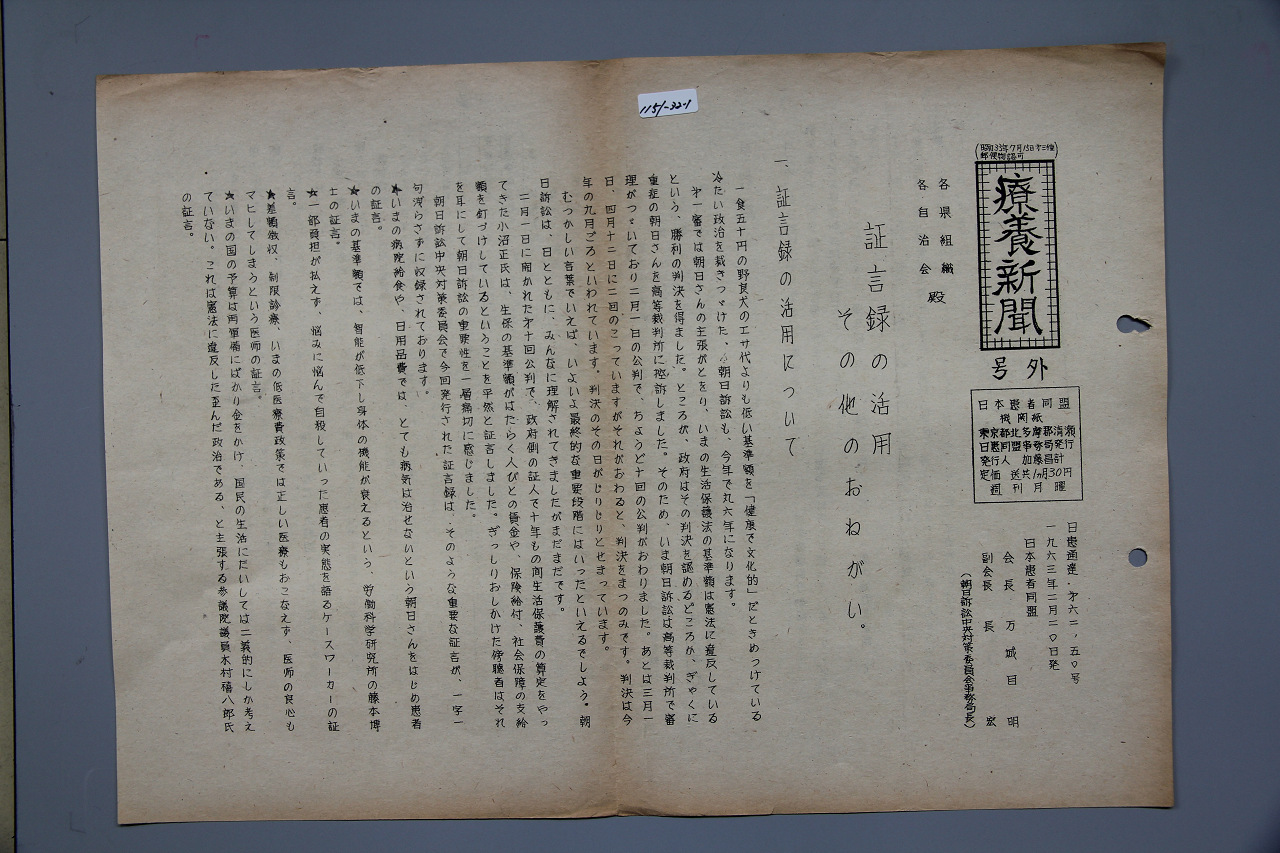 1151-32-1
(昭和33年7月15日才三種
郵便物認可)
療養新聞
号外
日本患者同盟
機関紙
東京都北多摩郡清瀬
日患同盟事務局発行
発行人 加藤昌計
定価 送共1ヵ月30円
週刊月曜
日患通達・才六二、五〇号
一九六三年二月二〇日発
日本患者同盟
会長 万城目明
副会長 長宏
(朝日訴訟中央対策委員会事務局長)
各県組織
各自治会 殿
証言録の活用
その他のおねがい。
一、証言録の活用について
一食五十円の野良犬のエサ代よりも低い基準額を「健康で文化的」だときめつけている
冷たい政治を裁きつゞけた、朝日訴訟も、今年で丸六年になります。
才一審では朝日さんの主張がとをり、いまの生活保護法の基準額は憲法に違反している
という、勝利の判決を得ました。ところが、政府はその判決を認めるどころか、ぎゃくに
重症の朝日さんを高等裁判所に控訴しました。そのため、いま朝日訴訟は高等裁判所で審
理がつゞいており二月一日の公判で、ちょうど十回の公判がおわりました。あとは三月一
日、四月十二日に二回のこっていますがそれがおわると、判決をまつのみです。判決は今
年の九月ごろといわれています。判決のその日がじりじりとせまっています。
むつかしい言葉でいえば、いよいよ最終的な重要段階にはいったといえるでしょう。朝
日訴訟は、日とともに、みんなに理解されてきましたがまだまだです。
二月一日に開かれた才十回公判で、政府側の証人で十年もの間生活保護費の算定をやっ
てきた小沼正氏は、生保の基準額がはたらく人びとの賃金や、保険給付、社会保障の支給
額を釘づけしているということを平然と証言しました。ぎっしりおしかけた傍聴者はそれ
を耳にして朝日訴訟の重要性を一層痛切に感じました。
朝日訴訟中央対策委員会で今回発行された証言録は、そのような重要な証言が、一字一
句洩らさずに収録されております。
★いまの病院給食や、日用品費では、とても病気は治せないという朝日さんをはじめ患者
の証言。
★いまの基準額では、智能が低下し身体の機能が衰えるという、労働科学研究所の藤本博
士の証言。
★一部負担が払えず、悩みに悩んで自殺していった患者の実態を語るケースワーカーの証
言。
★差額徴収、制限診療、いまの低医療費政策では正しい医療もおこなえず、医師の良心も
マヒしてしまうという医師の証言。
★いまの国の予算は再軍備にばかり金をかけ、国民の生活にだいしては二義的にしか考え
ていない。これは憲法に違反した歪んだ政治である、と主張する参議院議員木村禧八郎氏
の証言。